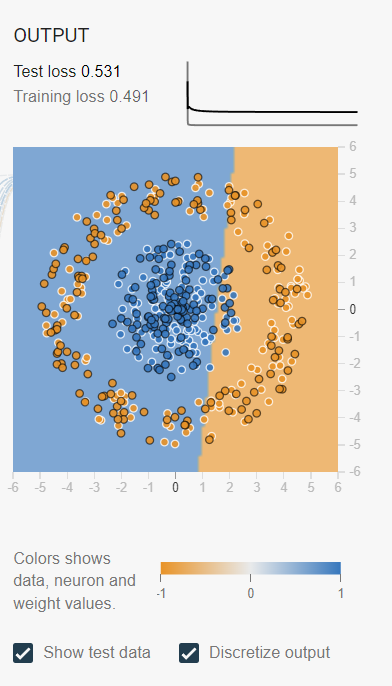 OUTPUT
Test loss 0.531
Training loss 0.491
6
5
4
3
2
1
0
-1
-2
-3
-4
-5
-6
-6 -5 -4 -3 -2 -1 0 1 2 3 4 5 6
Colors shows
data, neuron and
weight values.
-1 0 1
Show test data Discretize output